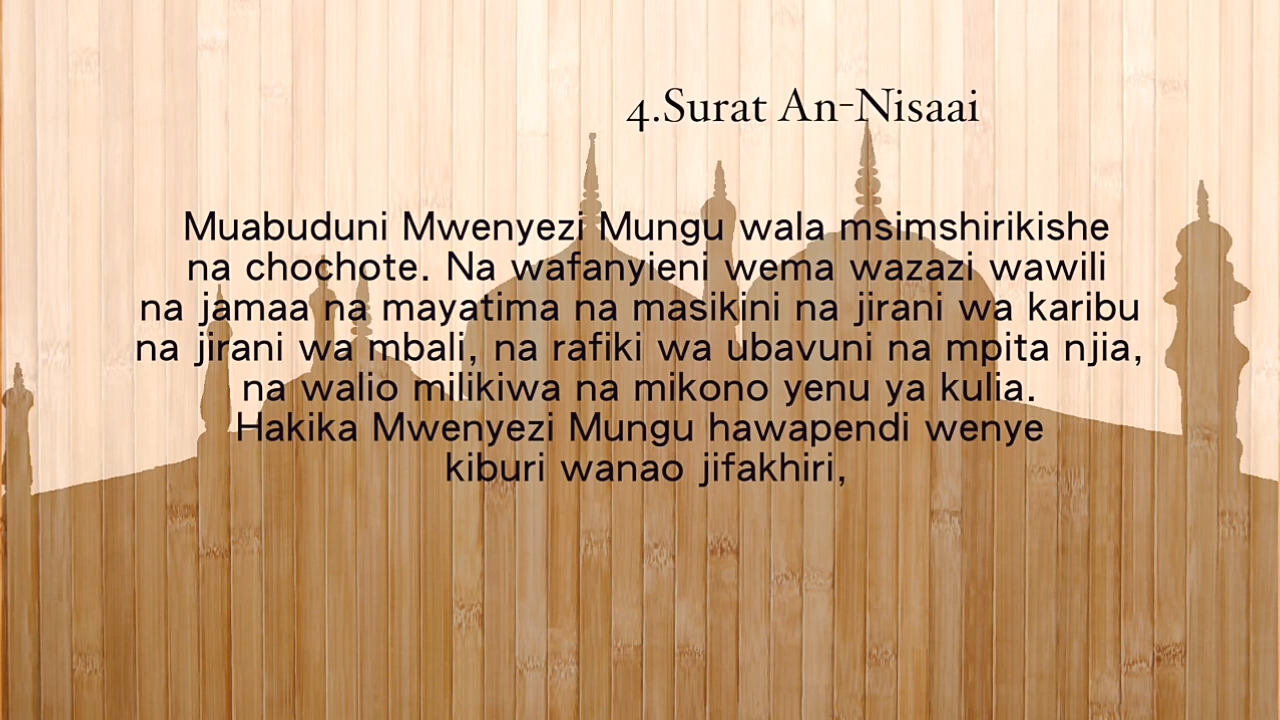 4.Surat An-Nisaai
Muabuduni Mwenyezi Mungu wala msimshirikishe
na chochote. Na wafanyieni wema wazazi wawili
na jamaa na mayatima na masikini na jirani wa karibu
na jirani wa mbali, na rafiki wa ubavuni na mpita njia,
na walio milikiwa na mikono yenu ya kulia.
Hakika Mwenyezi Mungu hawapendi wenye
kiburi wanao jifakhiri,